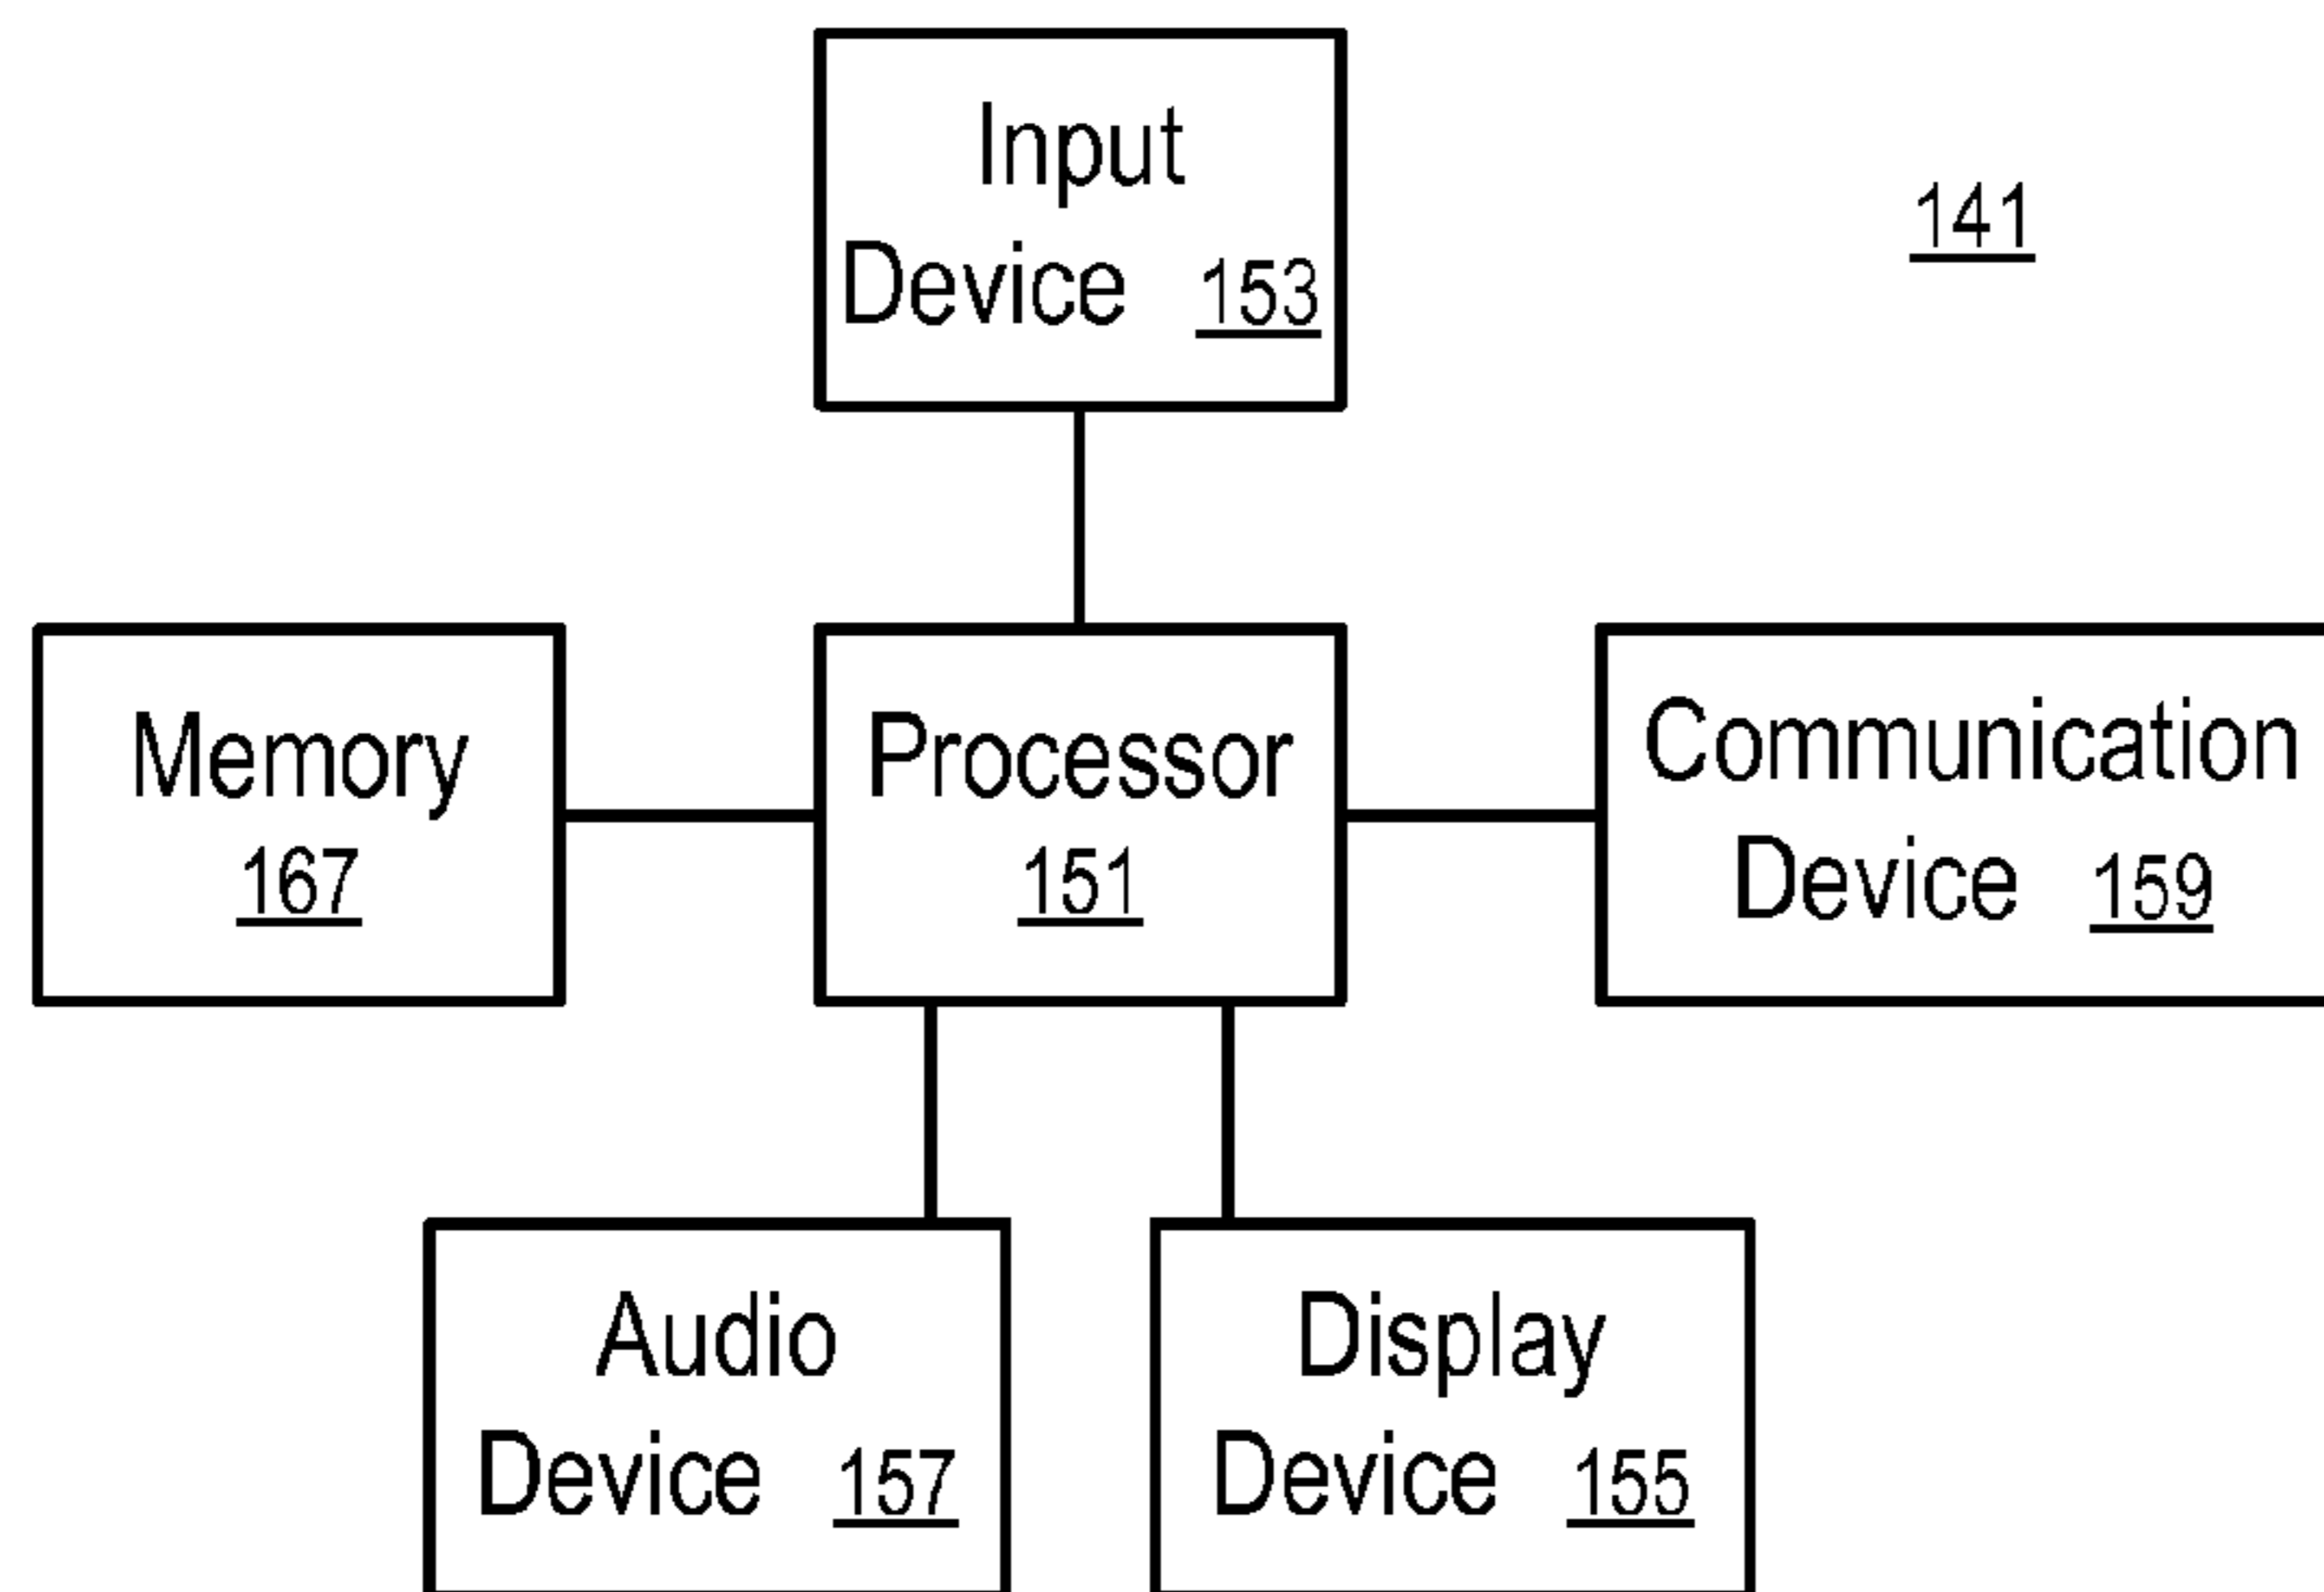 Input
Device 153
141
Memory
167
Processor
151
Communication
Device 159
Audio
Device 157
Display
Device 155